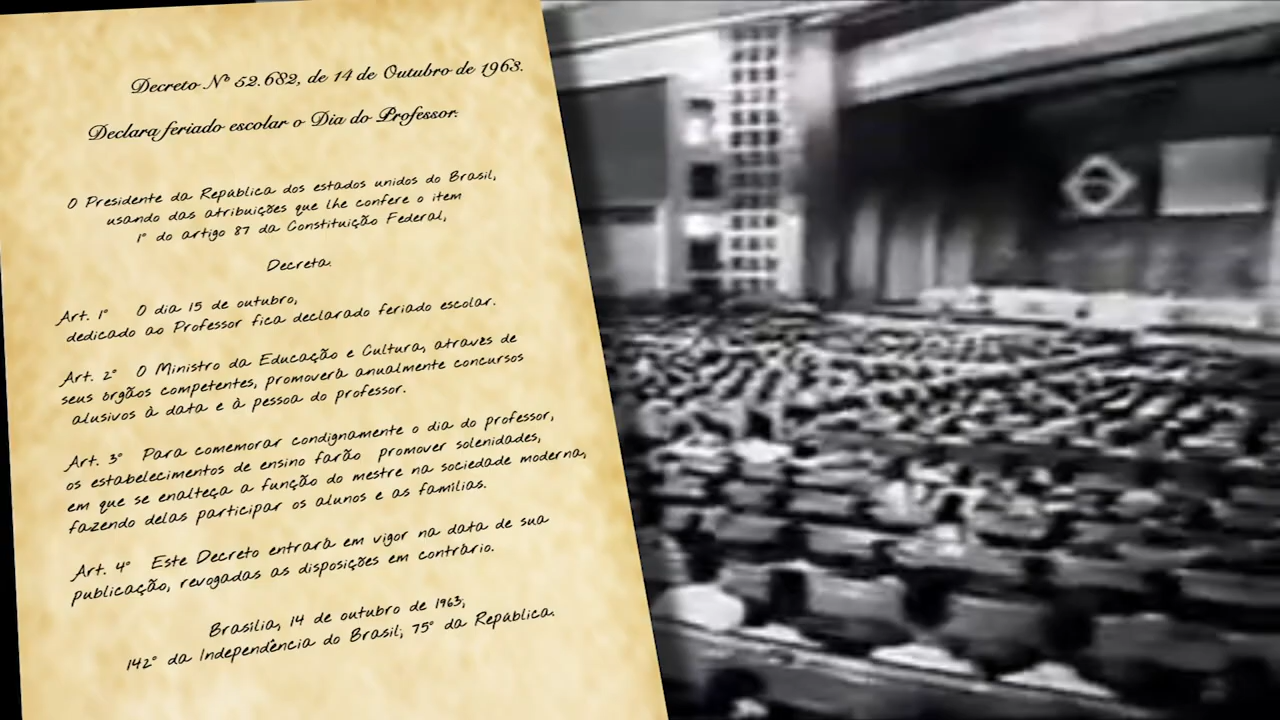 Decreto Nº 52.682, de 14 de Outubro de 1963.
Declara feriado escolar o Dia do Professor.
O Presidente da República dos estados unidos do Brasil,
usando das atribuições que lhe confere o item
1º do artigo 87 da Constituição Federal,
Decreta.
Art. 1º O dia 15 de outubro,
dedicado ao Professor fica declarado feriado escolar.
Art. 2º O Ministro da Educação e Cultura, através de
seus órgãos competentes, promoverá anualmente concursos
alusivos à data e à pessoa do professor.
Art. 3º Para comemorar condignamente o dia do professor,
os estabelecimentos de ensino farão promover solenidades,
em que se enalteça a função do mestre na sociedade moderna,
fazendo delas participar os alunos e as famílias.
Art. 4º Este Decreto entrará em vigor na data de sua
publicação, revogadas as disposições em contrário.
Brasília, 14 de outubro de 1963;
142º da Independência do Brasil; 75º da República.